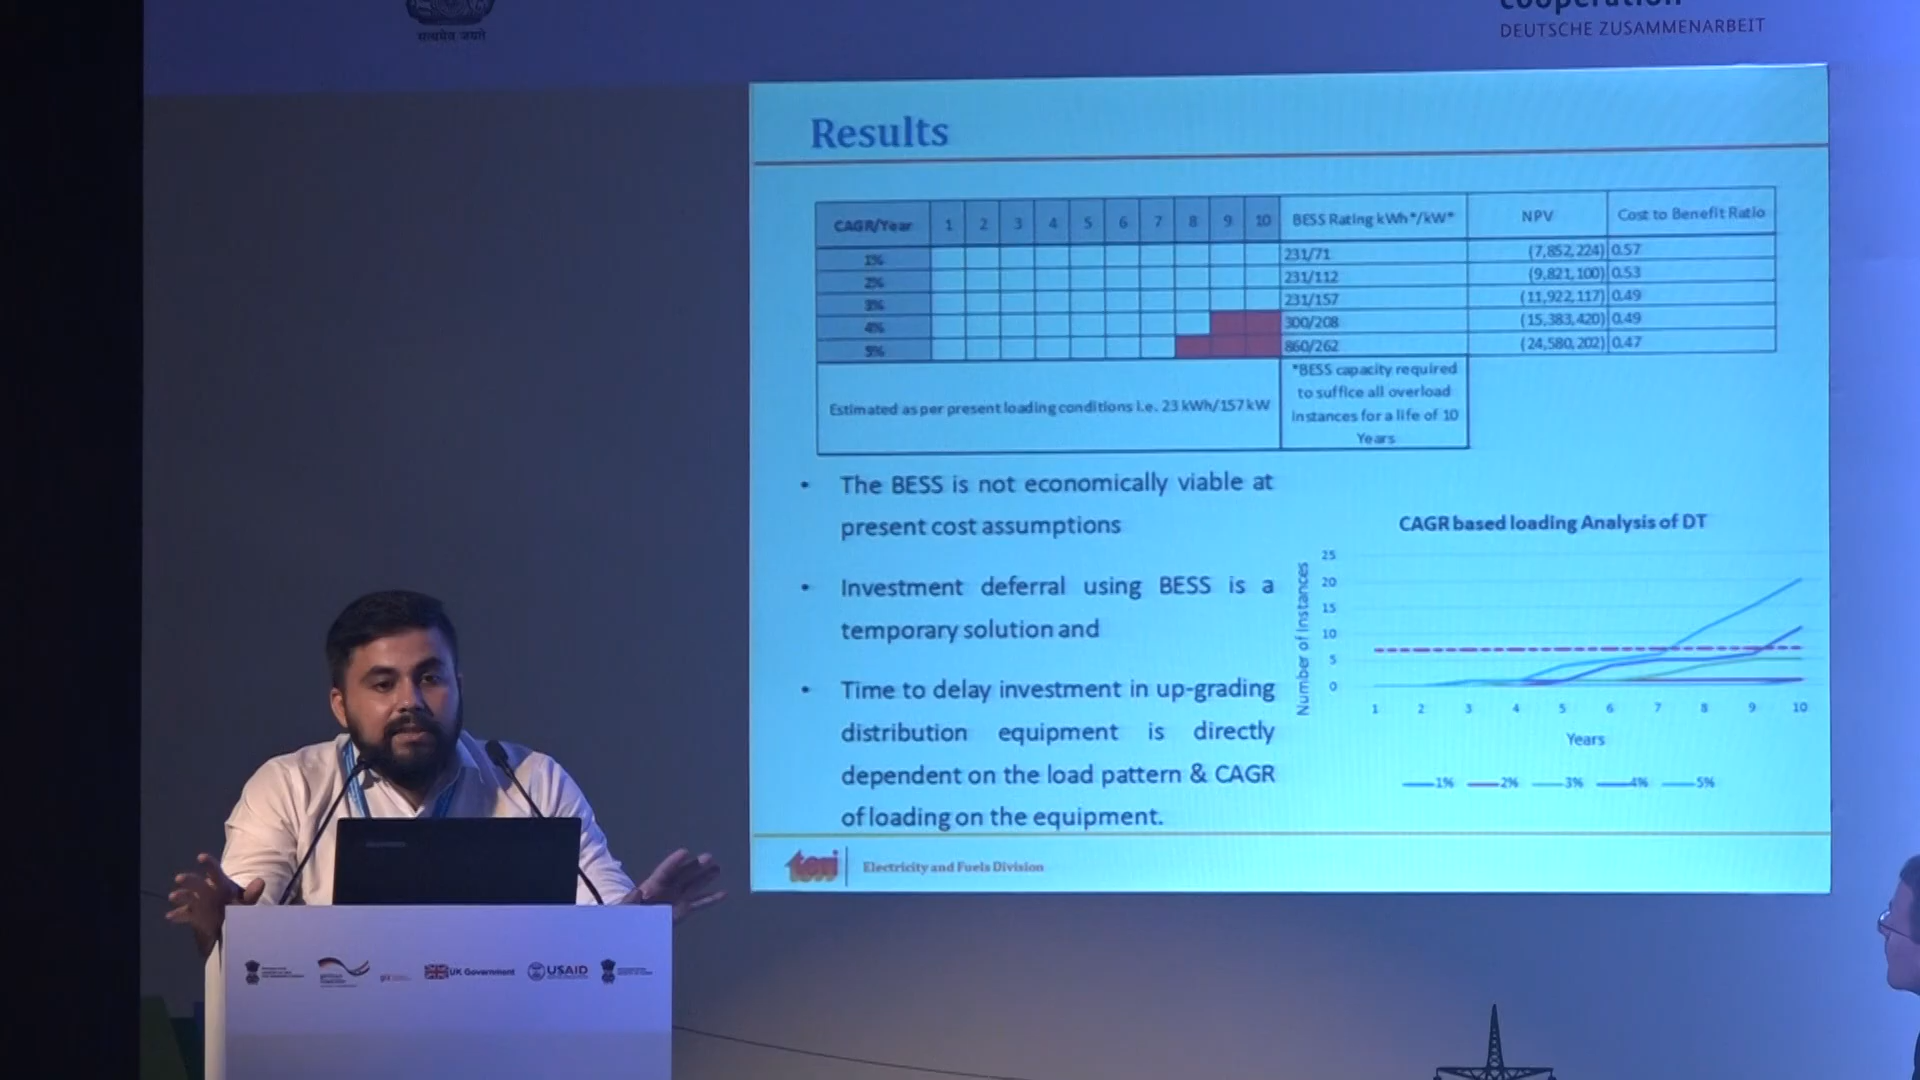 सत्यमेव जयते
cooperation
DEUTSCHE ZUSAMMENARBEIT
Results
CAGR/Year 1 2 3 4 5 6 7 8 9 10 BESS Rating kWh*/kW* NPV Cost to Benefit Ratio
1% 231/71 (7,852,224) 0.57
2% 231/112 (9,821,100) 0.53
3% 231/157 (11,922,117) 0.49
4% 300/208 (15,383,420) 0.49
5% 860/262 (24,580,202) 0.47
Estimated as per present loading conditions i.e. 23 kWh/157 kW
*BESS capacity required
to suffice all overload
instances for a life of 10
Years
• The BESS is not economically viable at
present cost assumptions
• Investment deferral using BESS is a
temporary solution and
• Time to delay investment in up-grading
distribution equipment is directly
dependent on the load pattern & CAGR
of loading on the equipment.
CAGR based loading Analysis of DT
Number of Instances
25
20
15
10
5
0
1 2 3 4 5 6 7 8 9 10
Years
1% 2% 3% 4% 5%
teri Electricity and Fuels Division
giz UK Government USAID